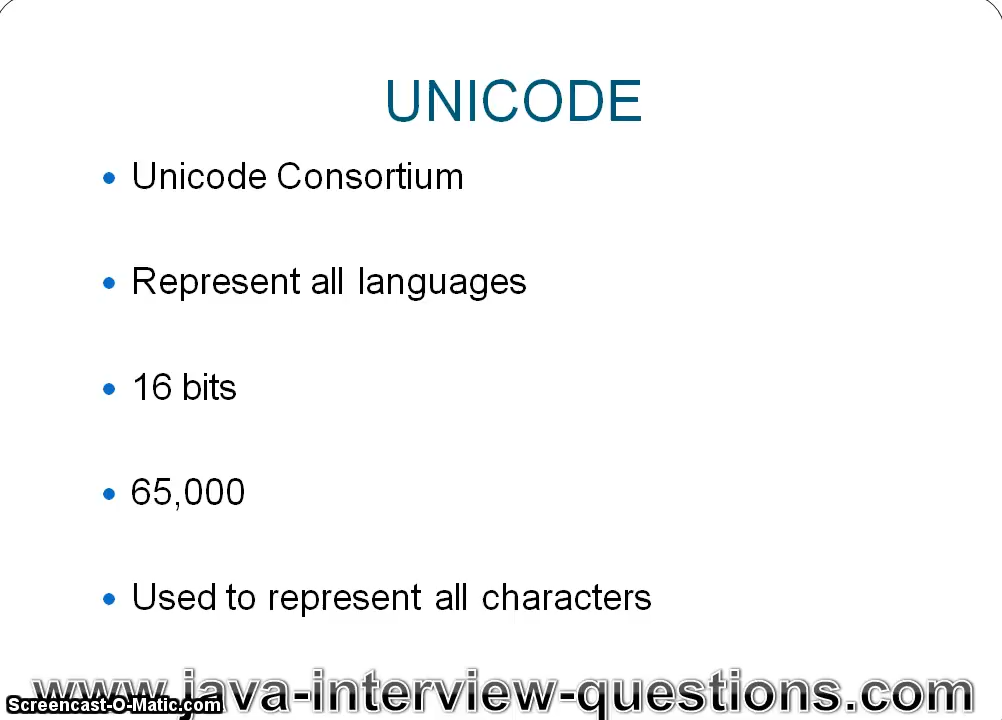 UNICODE
Unicode Consortium
Represent all languages
16 bits
65,000
Used to represent all characters
www.java-interview-questions.com
Screencast-O-Matic.com